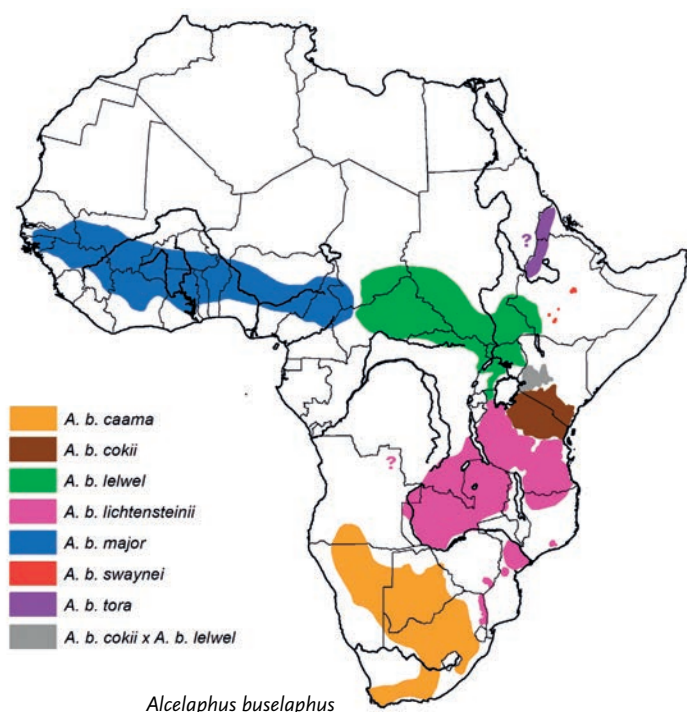 ?
A. b. caama
A. b. cokii
A. b. lelwel
A. b. lichtensteinii
?
A. b. major
A. b. swaynei
A. b. tora
A. b. cokii x A. b. lelwel
Alcelaphus buselaphus